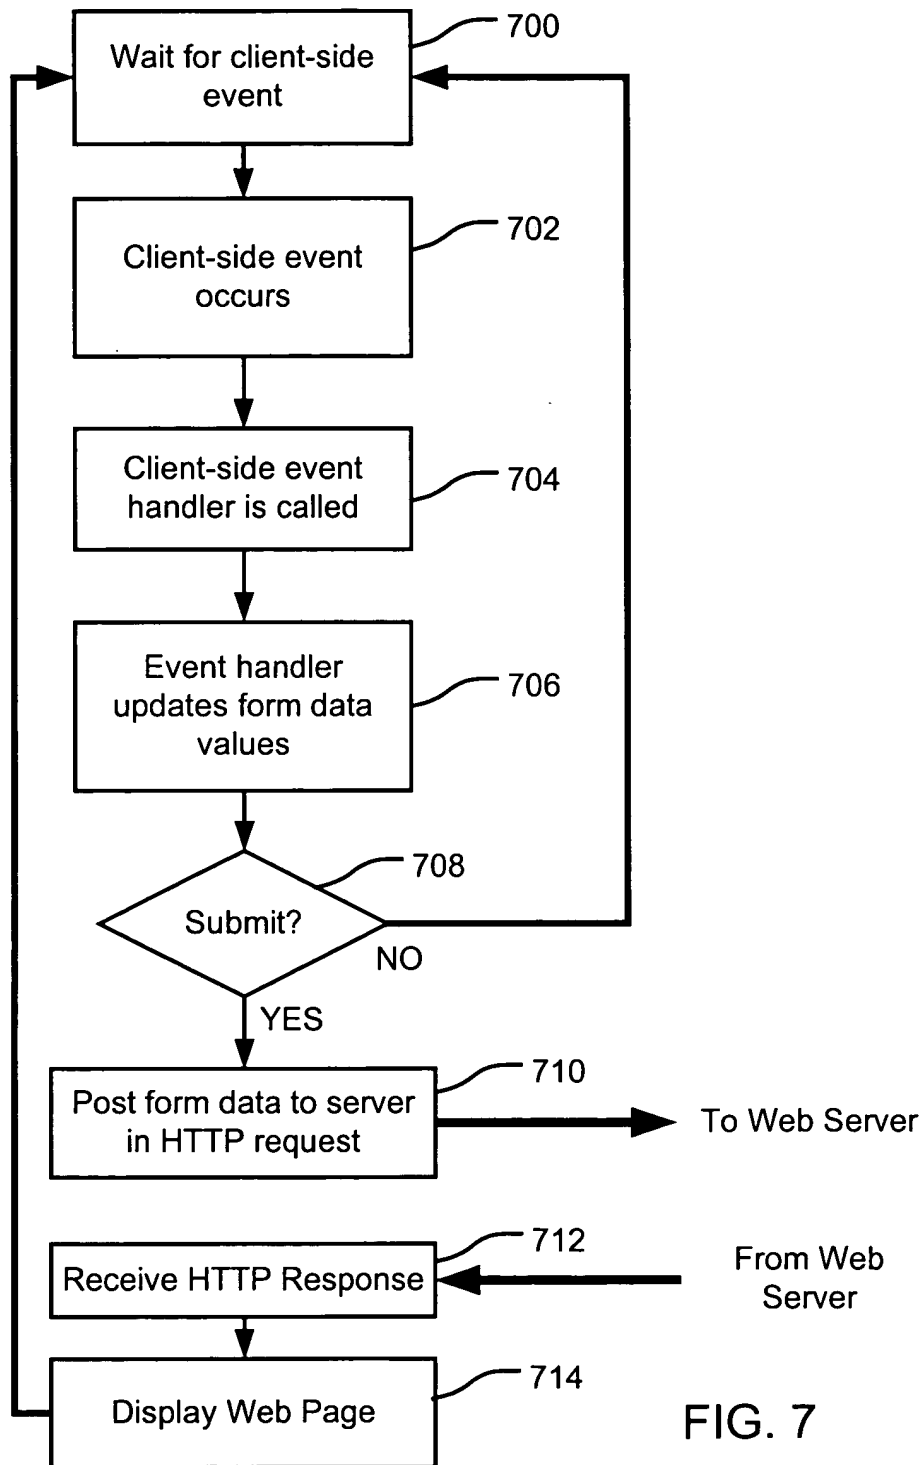 700
Wait for client-side
event
702
Client-side event
occurs
704
Client-side event
handler is called
706
Event handler
updates form data
values
708
Submit?
NO
YES
710
Post form data to server
in HTTP request
To Web Server
712
Receive HTTP Response
From Web
Server
714
Display Web Page
FIG. 7